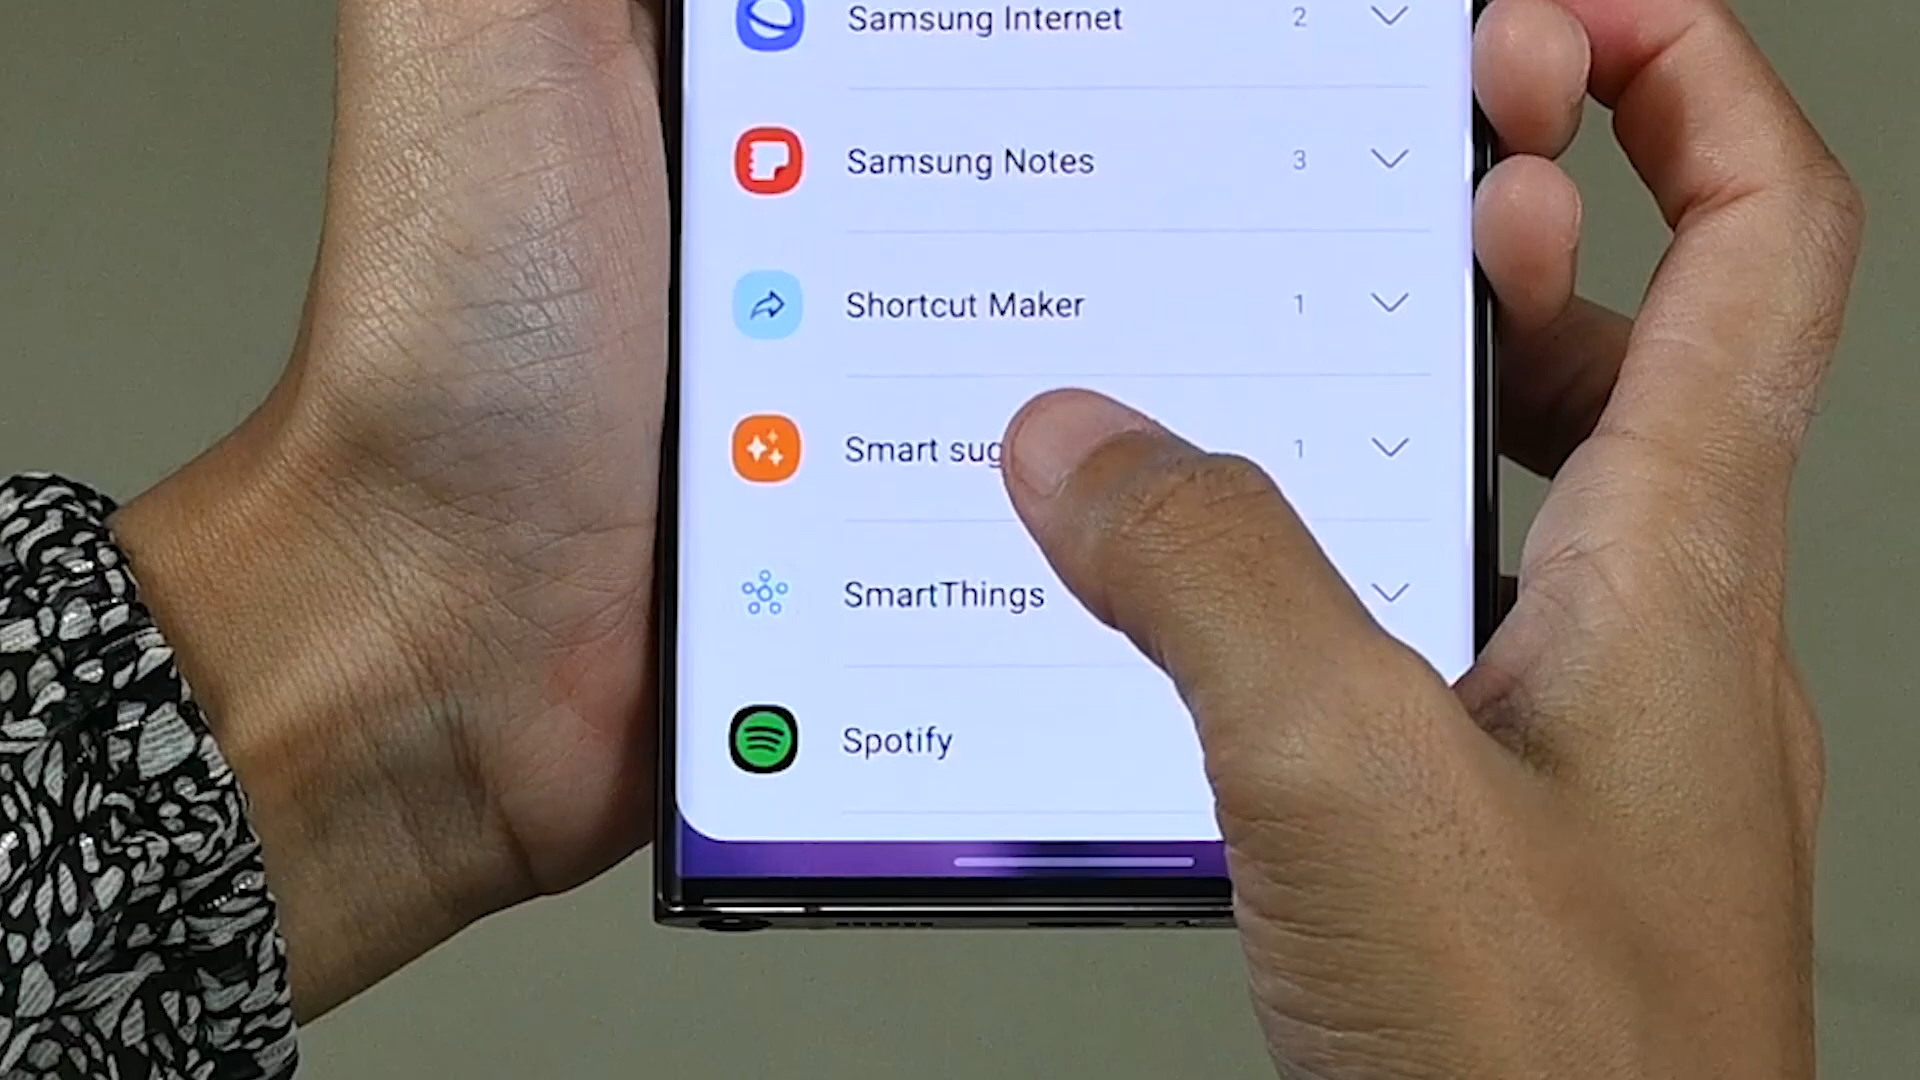 Samsung Internet 2
Samsung Notes 3
Shortcut Maker 1
Smart sug 1
SmartThings
Spotify